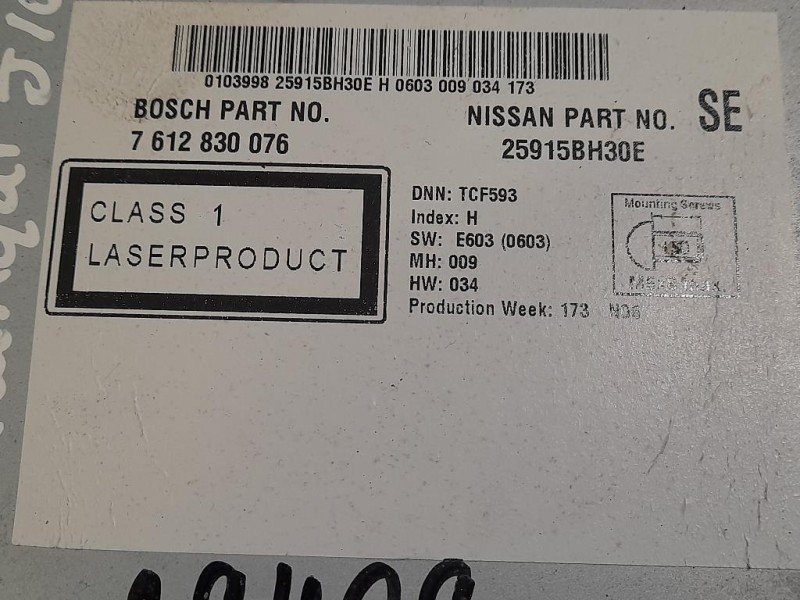 0103998 25915BH30E H 0603 009 034 173
BOSCH PART NO.
7 612 830 076
NISSAN PART NO. SE
25915BH30E
CLASS 1
LASERPRODUCT
DNN: TCF593
Index: H
SW: E603 (0603)
MH: 009
HW: 034
Production Week: 173
Mounting Screws